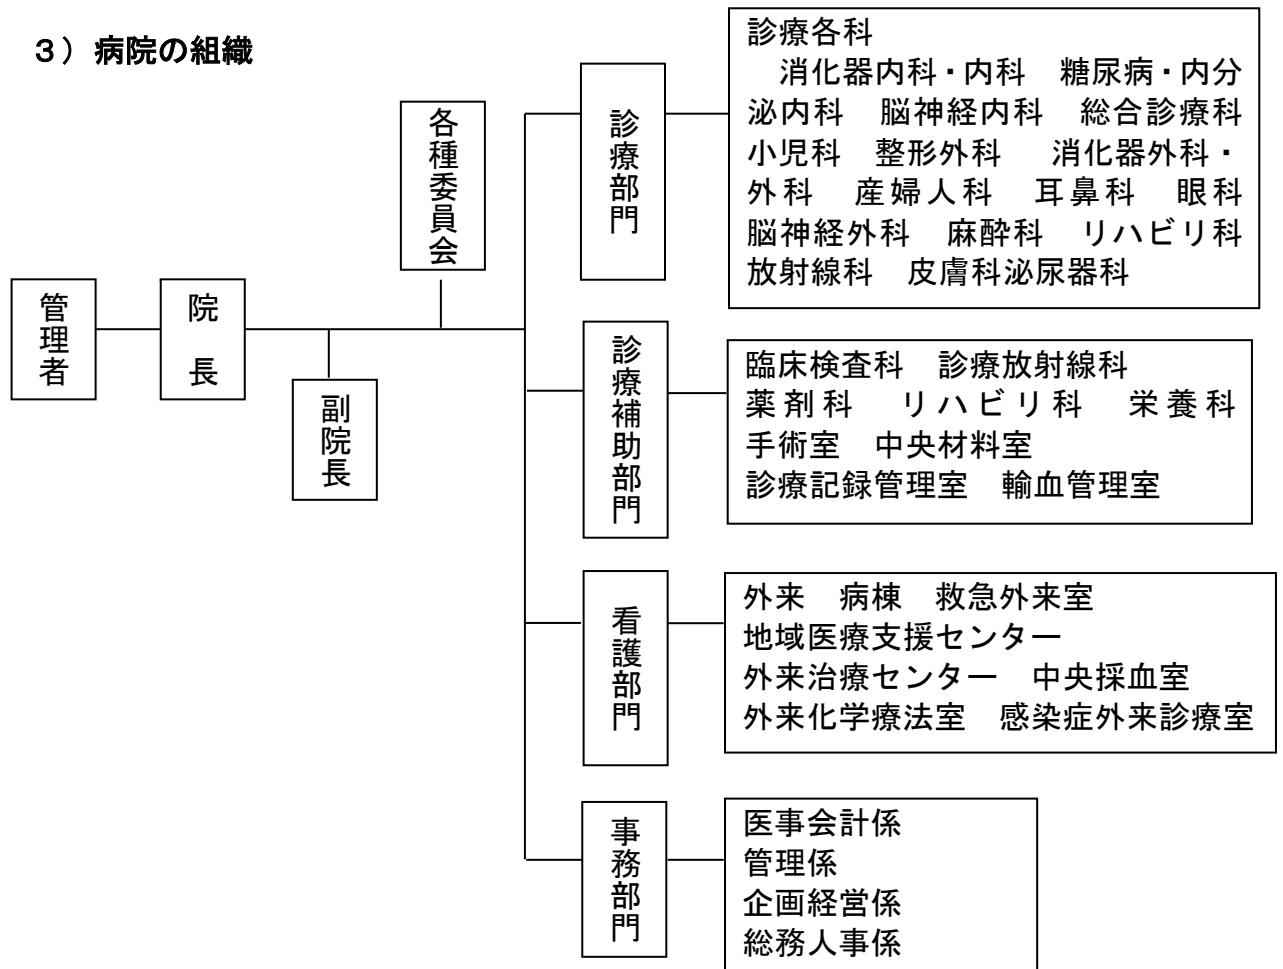 ３）病院の組織
管理者
院長
副院長
各種委員会
診療部門
診療各科
消化器内科・内科　糖尿病・内分
泌内科　脳神経内科　総合診療科
小児科　整形外科　消化器外科・
外科　産婦人科　耳鼻科　眼科
脳神経外科　麻酔科　リハビリ科
放射線科　皮膚科泌尿器科
診療補助部門
臨床検査科　診療放射線科
薬剤科　リハビリ科　栄養科
手術室　中央材料室
診療記録管理室　輸血管理室
看護部門
外来　病棟　救急外来室
地域医療支援センター
外来治療センター　中央採血室
外来化学療法室　感染症外来診療室
事務部門
医事会計係
管理係
企画経営係
総務人事係